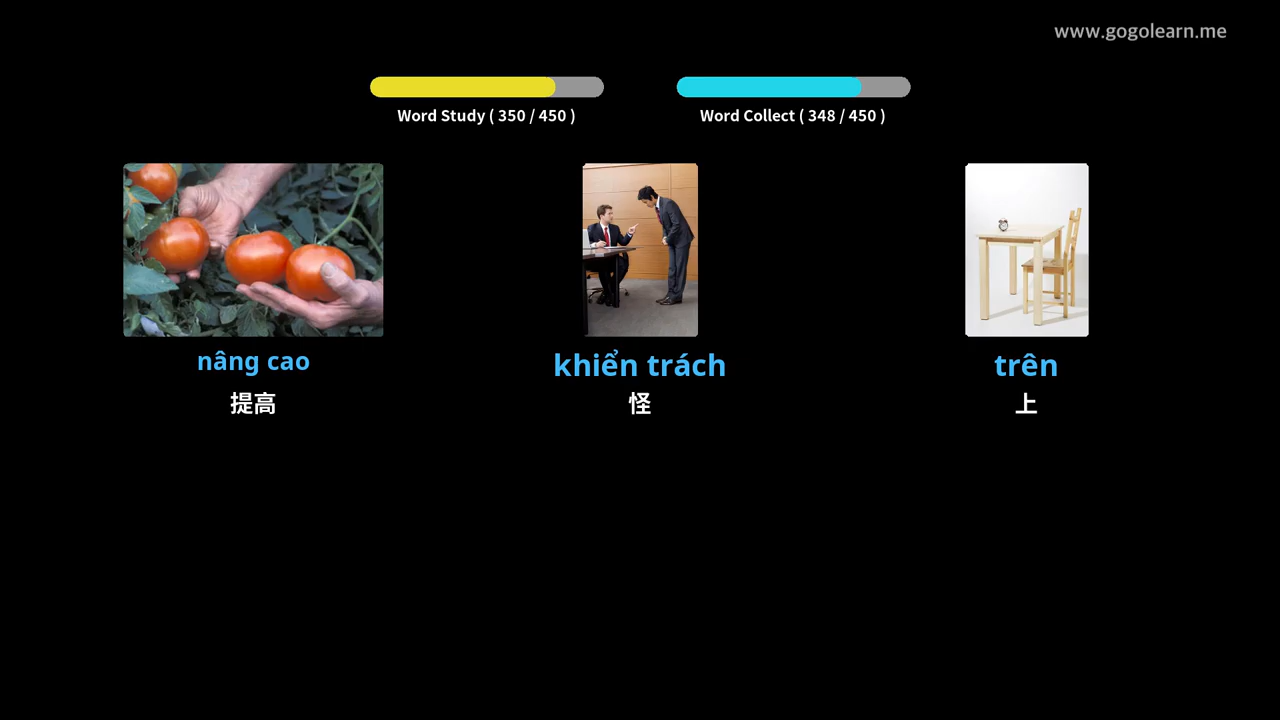 www.gogolearn.me
Word Study ( 350 / 450 )
Word Collect ( 348 / 450 )
nâng cao
提高
khiển trách
怪
trên
上